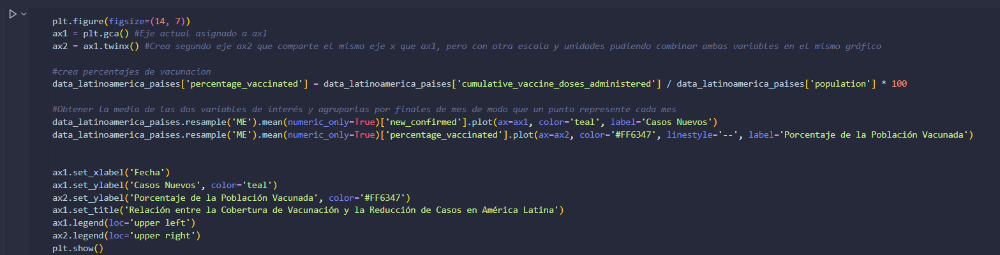 plt.figure(figsize=(14, 7))
ax1 = plt.gca() #Eje actual asignado a ax1
ax2 = ax1.twinx() #Crea segundo eje ax2 que comparte el mismo eje x que ax1, pero con otra escala y unidades pudiendo combinar ambas variables en el mismo gráfico
#crea percentajes de vacunacion
data_latinoamerica_paises['percentage_vaccinated'] = data_latinoamerica_paises['cumulative_vaccine_doses_administered'] / data_latinoamerica_paises['population'] * 100
#Obtener la media de las dos variables de interés y agruparlas por finales de mes de modo que un punto represente cada mes
data_latinoamerica_paises.resample('ME').mean(numeric_only=True)['new_confirmed'].plot(ax=ax1, color='teal', label='Casos Nuevos')
data_latinoamerica_paises.resample('ME').mean(numeric_only=True)['percentage_vaccinated'].plot(ax=ax2, color='#FF6347', linestyle='--', label='Porcentaje de la Población Vacunada')
ax1.set_xlabel('Fecha')
ax1.set_ylabel('Casos Nuevos', color='teal')
ax2.set_ylabel('Porcentaje de la Población Vacunada', color='#FF6347')
ax1.set_title('Relación entre la Cobertura de Vacunación y la Reducción de Casos en América Latina')
ax1.legend(loc='upper left')
ax2.legend(loc='upper right')
plt.show()